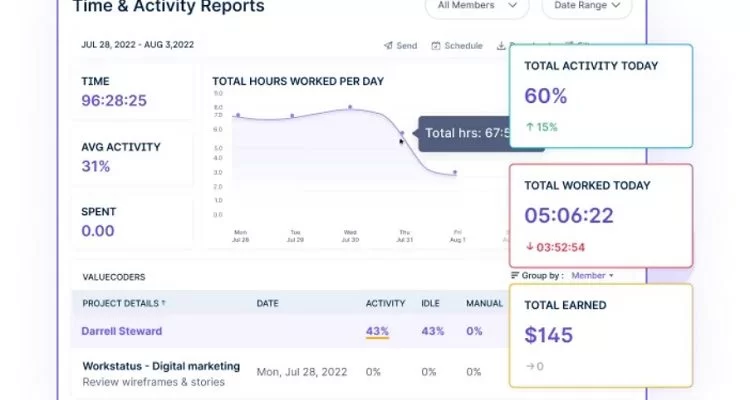 Time & Activity Reports
All Members
Date Range
JUL 28, 2022 - AUG 3,2022
Send
Schedule
TIME
96:28:25
AVG ACTIVITY
31%
SPENT
0.00
TOTAL HOURS WORKED PER DAY
9.0
8.0
7.0
6.0
5.0
4.0
3.0
2.0
1.0
0.0
Total hrs: 67:5
Mon
Jul 28
Tue
Jul 29
Wed
Jul 30
Thu
Jul 31
Fri
Aug 1
TOTAL ACTIVITY TODAY
60%
↑ 15%
TOTAL WORKED TODAY
05:06:22
↓ 03:52:54
TOTAL EARNED
$145
→ 0
VALUECODERS
Group by : Member
PROJECT DETAILS ↑ DATE ACTIVITY IDLE MANUAL
Darrell Steward 43% 43% 0%
Workstatus - Digital marketing
Review wireframes & stories
Mon, Jul 28, 2022 0% 0% 0%